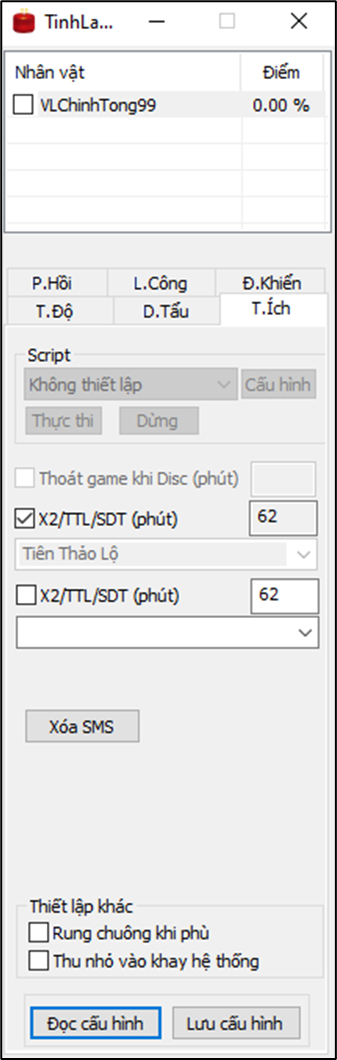 TinhLa...
Nhân vật Điểm
VLChinhTong99 0.00 %
P.Hồi L.Công Đ.Khiển
T.Độ D.Tẩu T.Ích
Script
Không thiết lập Cấu hình
Thực thi Dừng
Thoát game khi Disc (phút)
X2/TTL/SDT (phút) 62
Tiên Thảo Lộ
X2/TTL/SDT (phút) 62
Xóa SMS
Thiết lập khác
Rung chuông khi phù
Thu nhỏ vào khay hệ thống
Đọc cấu hình Lưu cấu hình